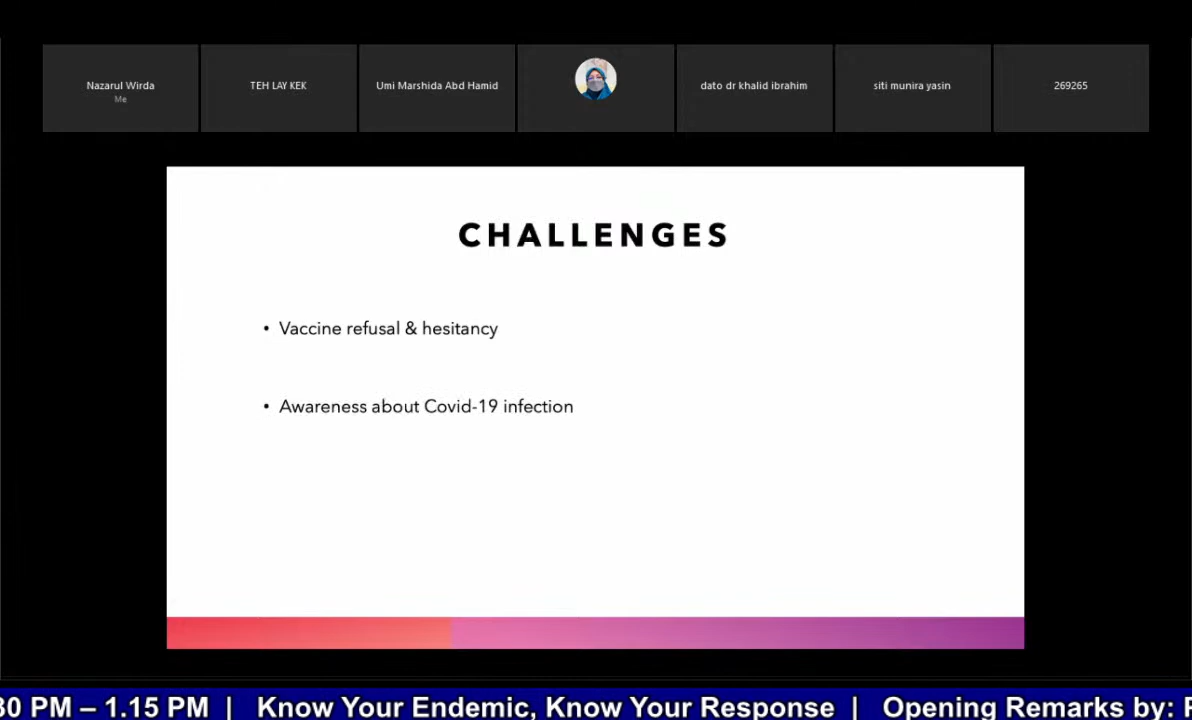 Nazarul Wirda
Me
TEH LAY KEK
Umi Marshida Abd Hamid
dato dr khalid ibrahim
siti munira yasin
269265
CHALLENGES
• Vaccine refusal & hesitancy
• Awareness about Covid-19 infection
30 PM – 1.15 PM | Know Your Endemic, Know Your Response | Opening Remarks by: